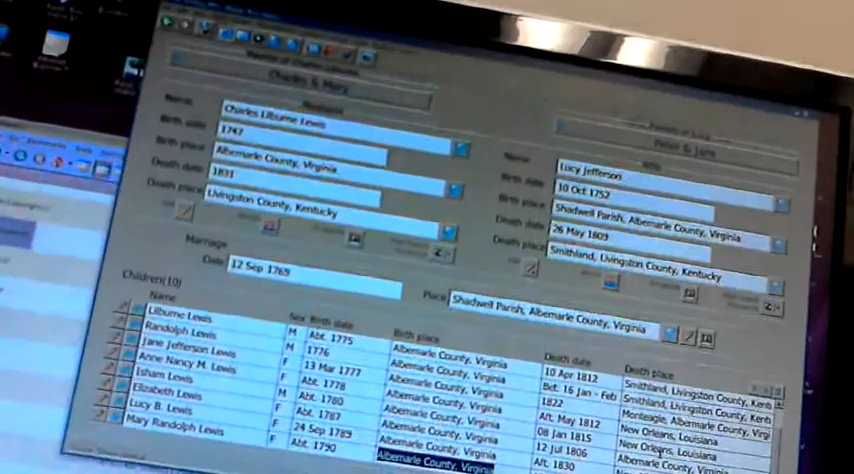 Charles & Mary
Peter & Jane
Name Charles Lilburne Lewis
Birth date 1747
Birth place Albemarle County, Virginia
Death date 1831
Death place Livingston County, Kentucky
Name Lucy Jefferson
Birth date 10 Oct 1752
Birth place Shadwell Parish, Albemarle County, Virginia
Death date 26 May 1809
Death place Smithland, Livingston County, Kentucky
Marriage
Date 12 Sep 1769
Place Shadwell Parish, Albemarle County, Virginia
Children(10)
Name Sex Birth date Birth place Death date Death place
Lilburne Lewis M Abt. 1775 Albemarle County, Virginia 10 Apr 1812 Smithland, Livingston County, Kent
Randolph Lewis M 1776 Albemarle County, Virginia Bet. 16 Jan - Feb Smithland, Livingston County, Kent
Jane Jefferson Lewis F 13 Mar 1777 Albemarle County, Virginia 1822 Monteagle, Albemarle County, Virgi
Anne Nancy M. Lewis F Abt. 1778 Albemarle County, Virginia Aft. May 1812
Isham Lewis M Abt. 1780 Albemarle County, Virginia 08 Jan 1815 New Orleans, Louisiana
Elizabeth Lewis F Abt. 1787 Albemarle County, Virginia 12 Jul 1806 New Orleans, Louisiana
Lucy B. Lewis F 24 Sep 1789 Albemarle County, Virginia Aft. 1830
Mary Randolph Lewis F Abt. 1790 Albemarle County, Virginia